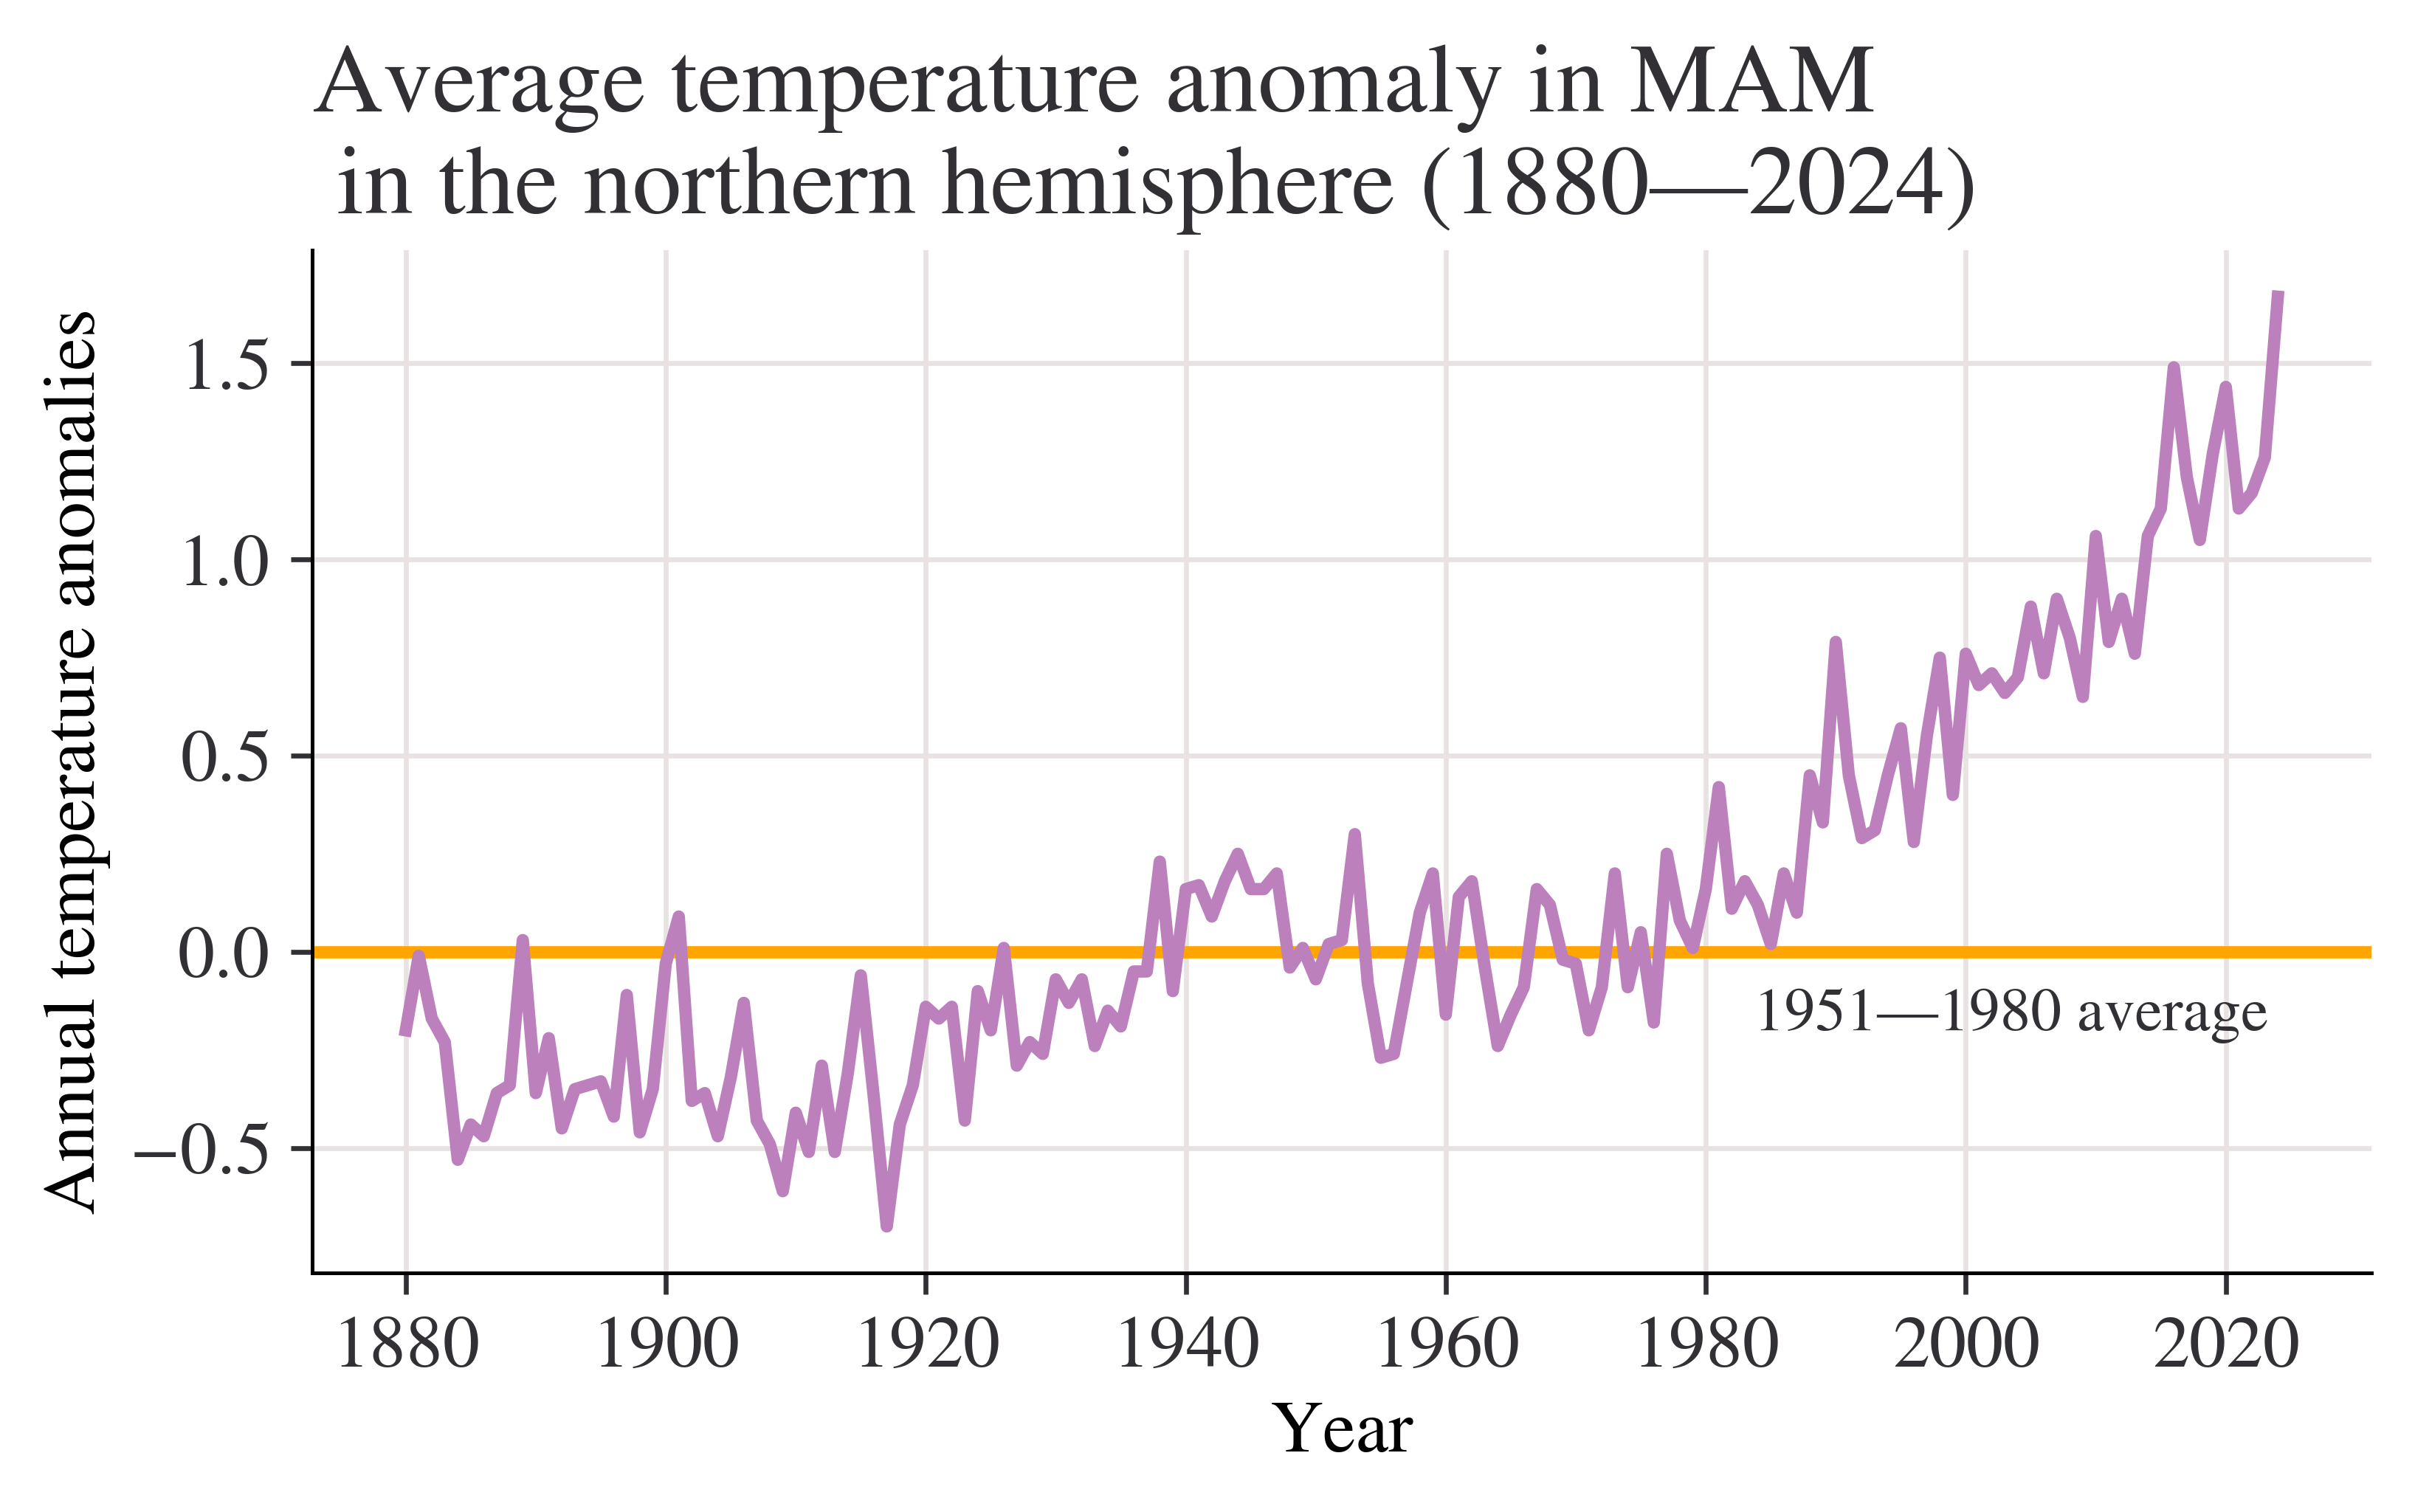 Average temperature anomaly in MAM
in the northern hemisphere (1880—2024)
Annual temperature anomalies
1.5
1.0
0.5
0.0
−0.5
1951—1980 average
1880 1900 1920 1940 1960 1980 2000 2020
Year